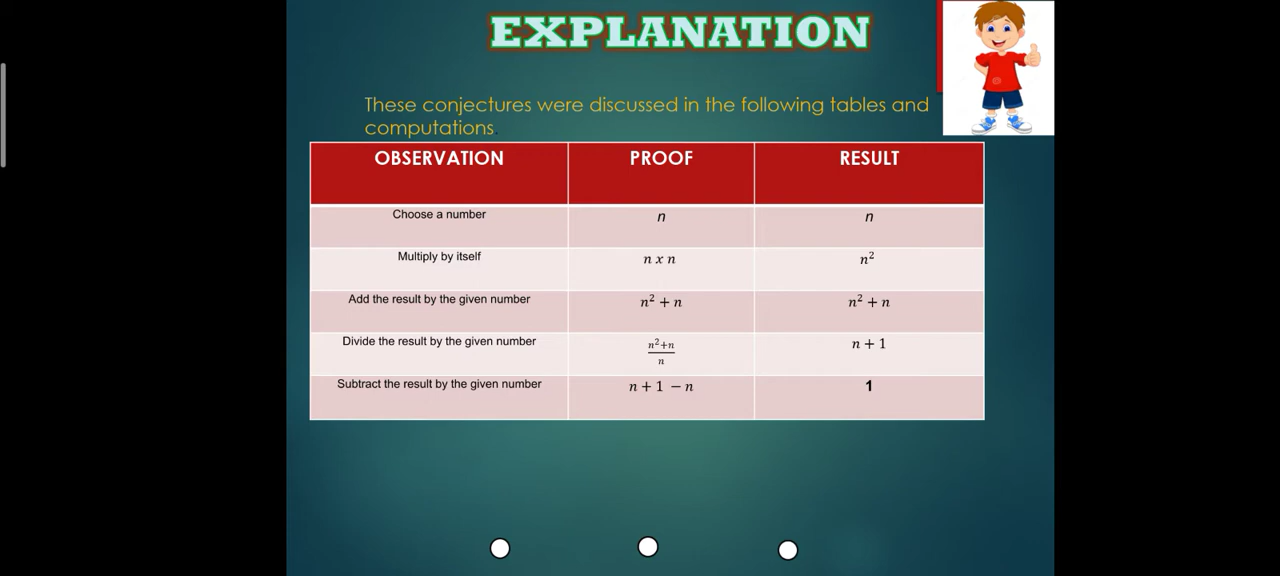 EXPLANATION
These conjectures were discussed in the following tables and
computations.
OBSERVATION PROOF RESULT
Choose a number n n
Multiply by itself n x n n²
Add the result by the given number n² + n n² + n
Divide the result by the given number (n²+n)/n n + 1
Subtract the result by the given number n + 1 − n 1